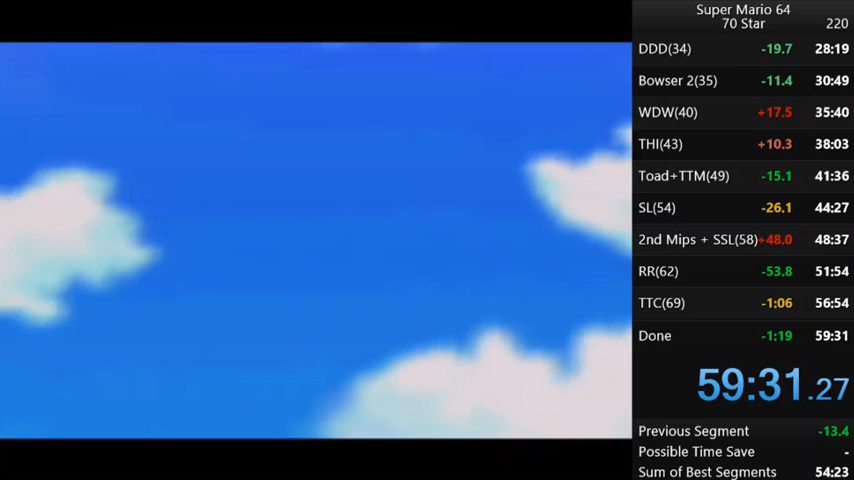 Super Mario 64
70 Star 220
DDD(34) -19.7 28:19
Bowser 2(35) -11.4 30:49
WDW(40) +17.5 35:40
THI(43) +10.3 38:03
Toad+TTM(49) -15.1 41:36
SL(54) -26.1 44:27
2nd Mips + SSL(58) +48.0 48:37
RR(62) -53.8 51:54
TTC(69) -1:06 56:54
Done -1:19 59:31
59:31.27
Previous Segment -13.4
Possible Time Save -
Sum of Best Segments 54:23